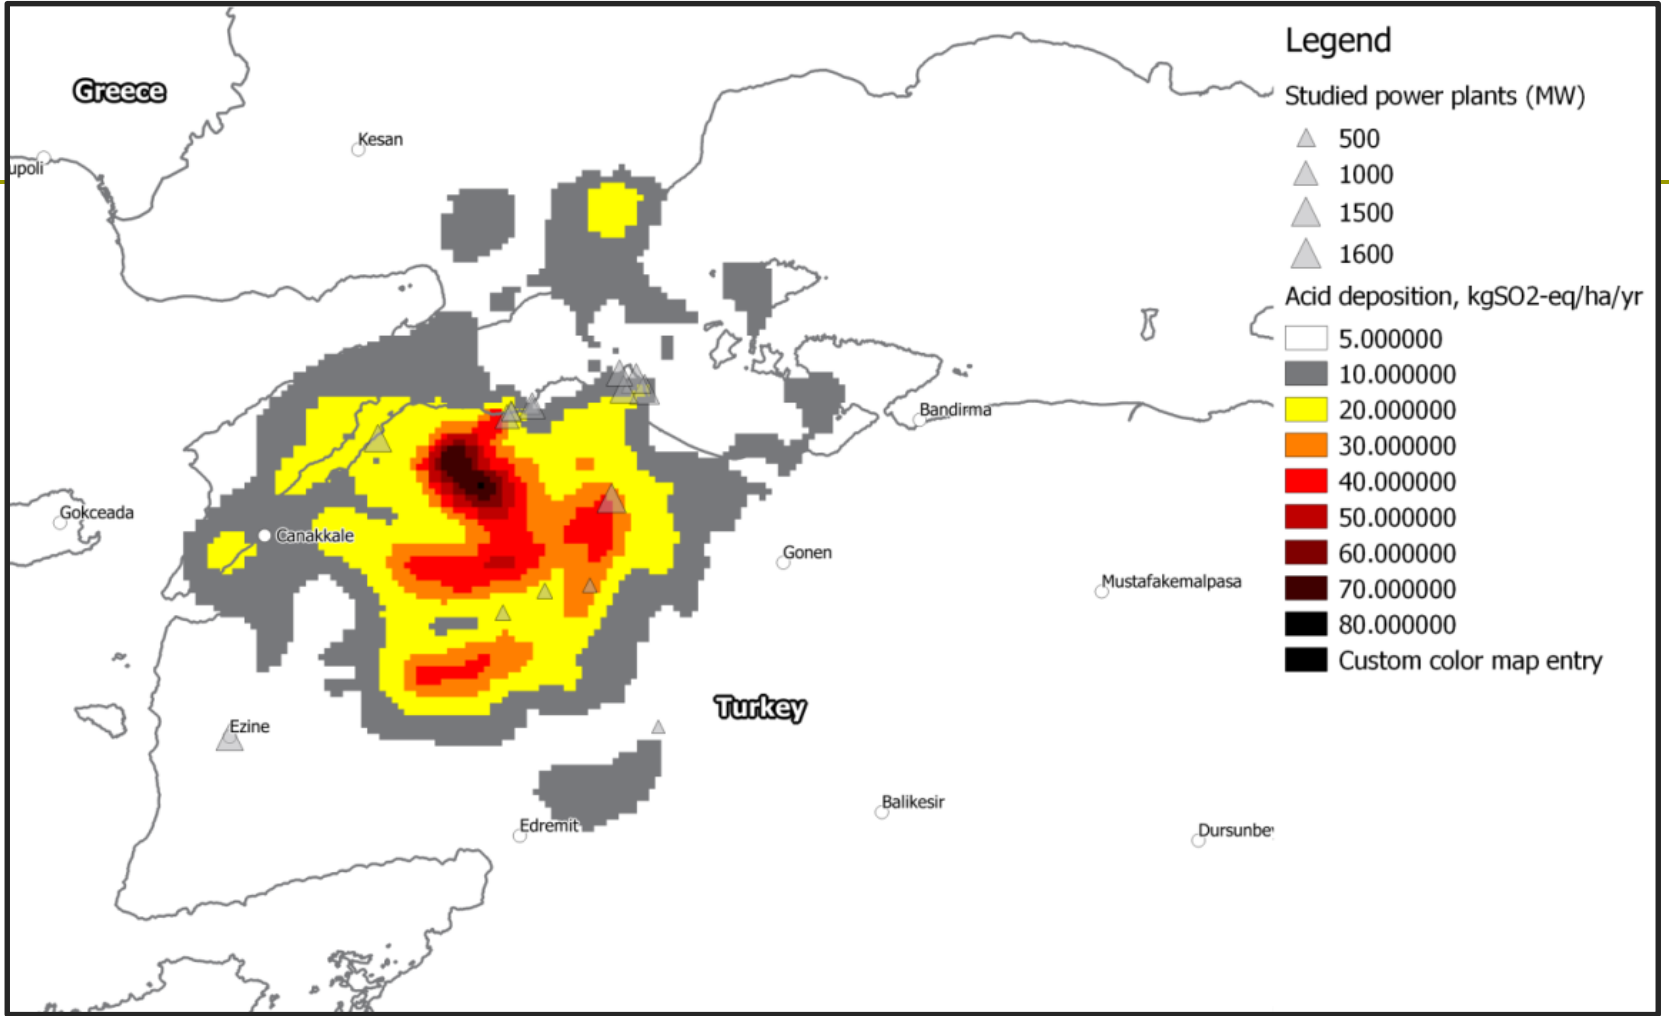 Greece
Kesan
upoli
Gokceada
Canakkale
Bandirma
Gonen
Mustafakemalpasa
Turkey
Ezine
Edremit
Balikesir
Dursunbe
Legend
Studied power plants (MW)
500
1000
1500
1600
Acid deposition, kgSO2-eq/ha/yr
5.000000
10.000000
20.000000
30.000000
40.000000
50.000000
60.000000
70.000000
80.000000
Custom color map entry